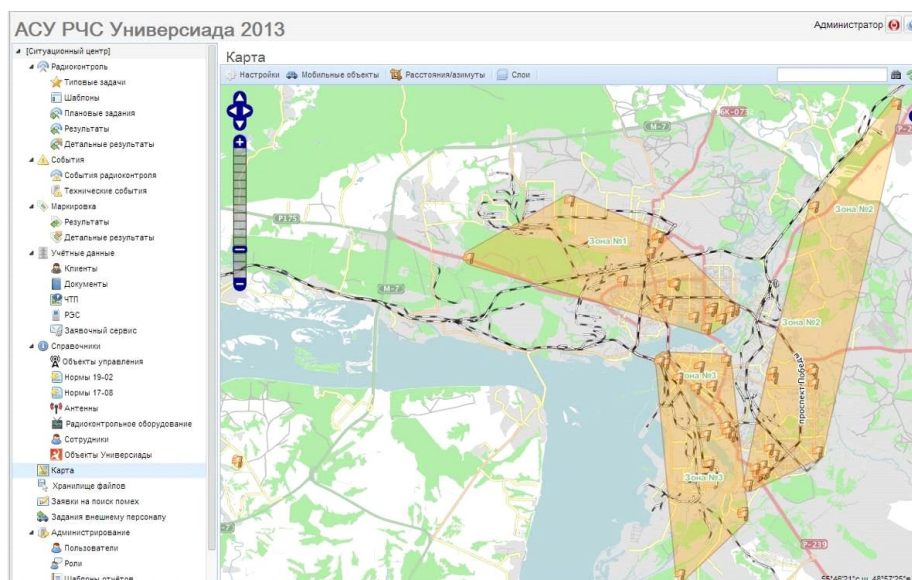 АСУ РЧС Универсиада 2013
Администратор
[Ситуационный центр]
Радиоконтроль
Типовые задачи
Шаблоны
Плановые задания
Результаты
Детальные результаты
События
События радиоконтроля
Технические события
Маркировка
Результаты
Детальные результаты
Учётные данные
Клиенты
Документы
ЧТП
РЭС
Заявочный сервис
Справочники
Объекты управления
Нормы 19-02
Нормы 17-08
Антенны
Радиоконтрольное оборудование
Сотрудники
Объекты Универсиады
Карта
Хранилище файлов
Заявки на поиск помех
Задания внешнему персоналу
Администрирование
Пользователи
Роли
Шаблоны отчётов
Карта
Настройки Мобильные объекты Расстояния/азимуты Слои
М-7
Р175
Зона №2
Зона №1
М-7
Зона №2
проспект Победы
Зона №3
Зона №3
Р-239